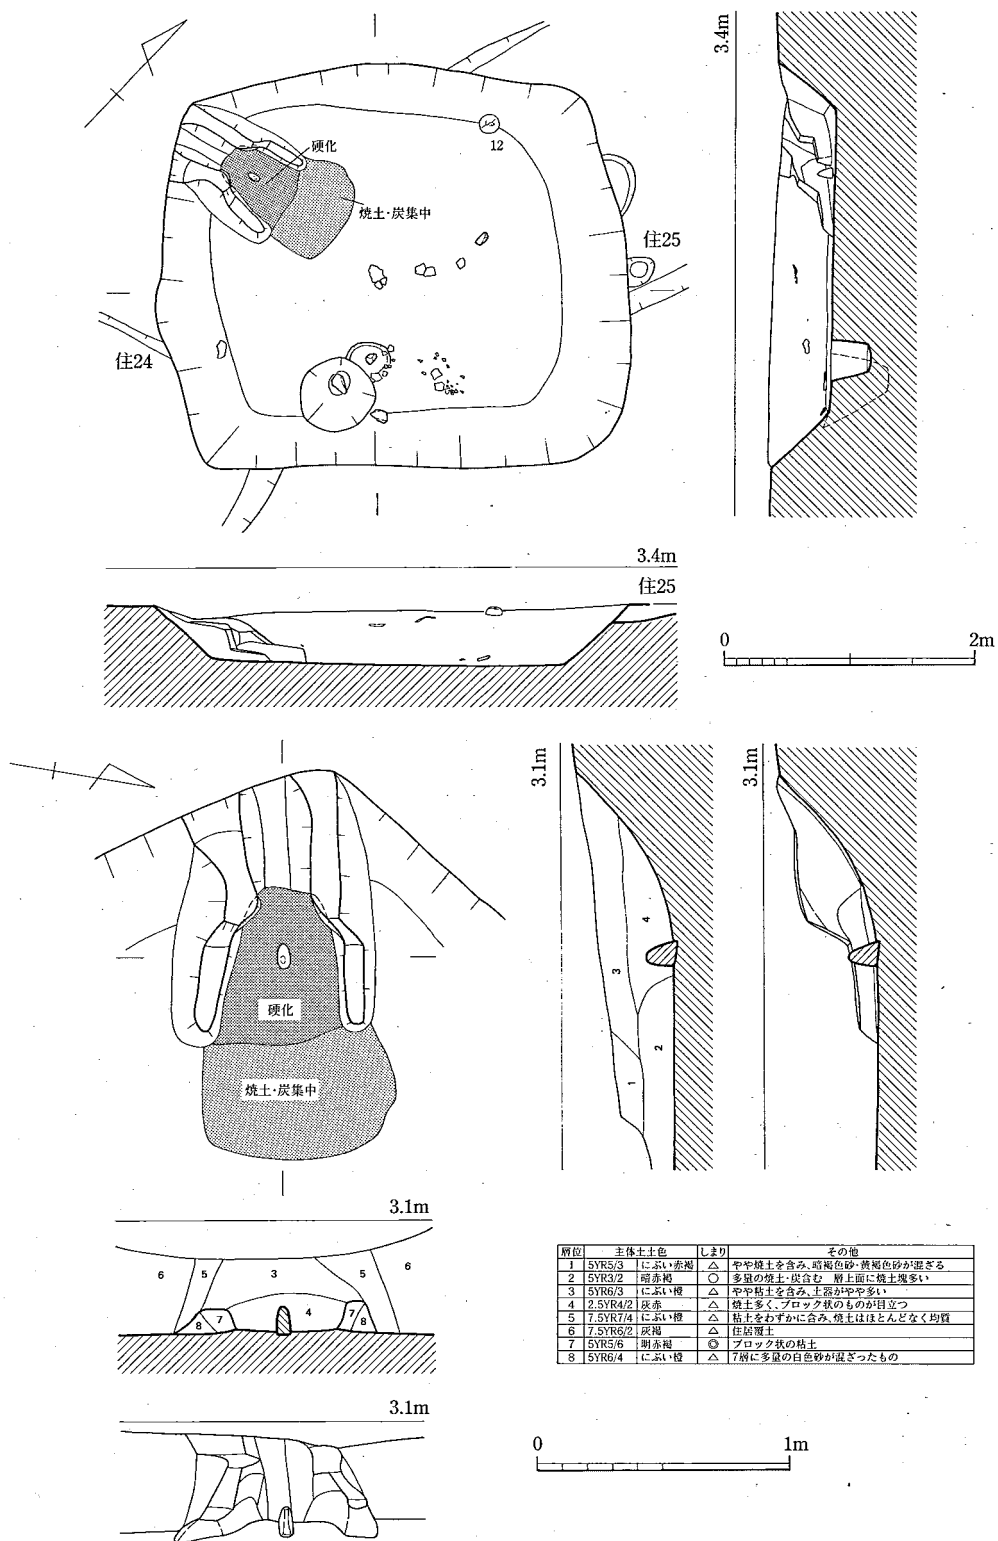 3.4m
硬化
12
焼土・炭集中
住25
住24
3.4m
住25
0 2m
3.1m
3.1m
4
3
2
1
硬化
焼土・炭集中
3.1m
6 5 3 5 6
4
8 7 7 8
層位 主体土土色 しまり その他
1 5YR5/3 にぶい赤褐 △ やや焼土を含み、暗褐色砂・黄褐色砂が混ざる
2 5YR3/2 暗赤褐 ○ 多量の焼土・炭含む 層上面に焼土塊多い
3 5YR6/3 にぶい橙 △ やや粘土を含み、土器がやや多い
4 2.5YR4/2 灰赤 △ 焼土多く、ブロック状のものが目立つ
5 7.5YR7/4 にぶい橙 △ 粘土をわずかに含み、焼土はほとんどなく均質
6 7.5YR6/2 灰褐 △ 住居覆土
7 5YR5/6 明赤褐 ◎ ブロック状の粘土
8 5YR6/4 にぶい橙 △ 7層に多量の白色砂が混ざったもの
3.1m
0 1m